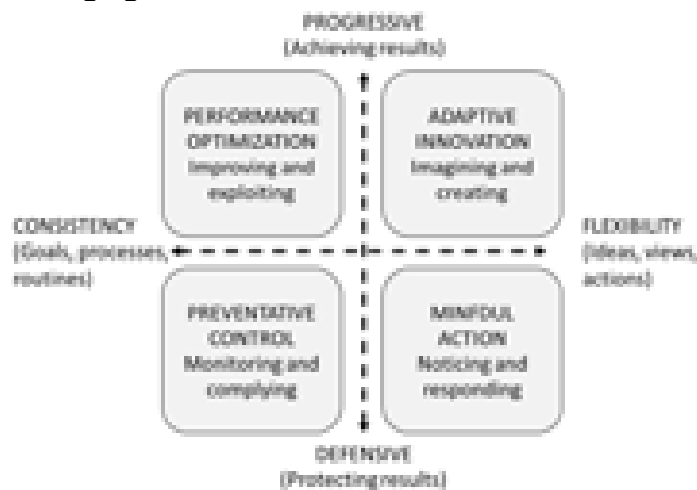 PROGRESSIVE
(Achieving results)
PERFORMANCE
OPTIMIZATION
Improving and
exploiting
ADAPTIVE
INNOVATION
Imagining and
creating
CONSISTENCY
(Goals, processes,
routines)
FLEXIBILITY
(Ideas, views,
actions)
PREVENTATIVE
CONTROL
Monitoring and
complying
MINFDUL
ACTION
Noticing and
responding
DEFENSIVE
(Protecting results)